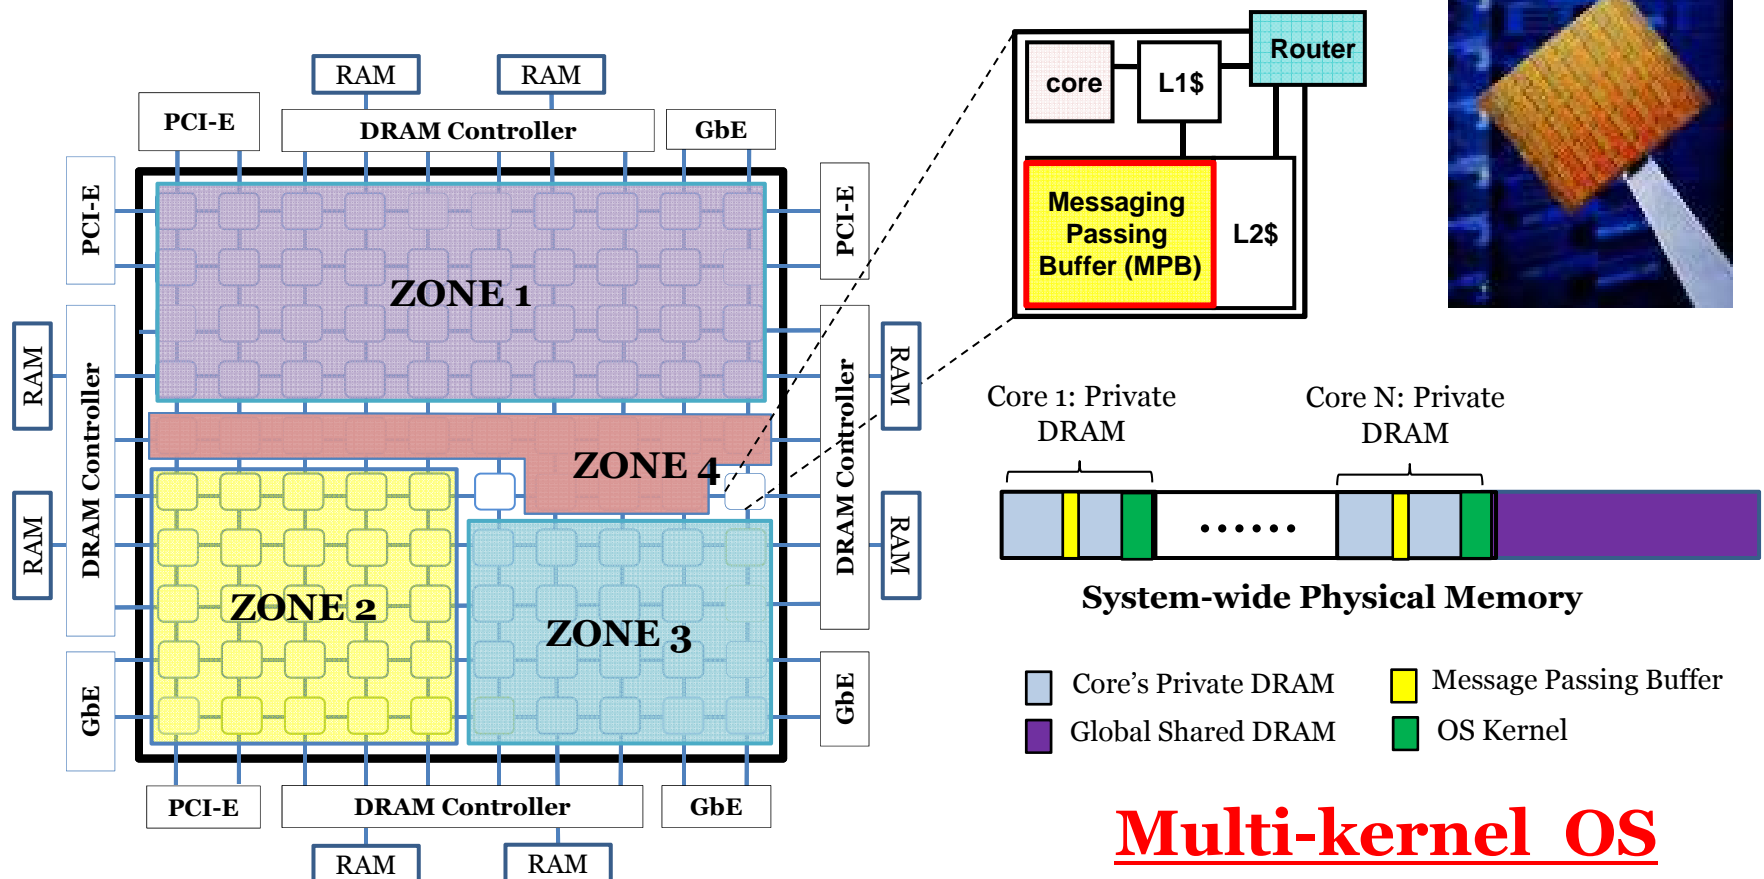 RAM
RAM
PCI-E
DRAM Controller
GbE
PCI-E
PCI-E
ZONE 1
RAM
DRAM Controller
DRAM Controller
RAM
ZONE 4
RAM
RAM
ZONE 2
ZONE 3
GbE
GbE
PCI-E
DRAM Controller
GbE
RAM
RAM
Router
core
L1$
Messaging
Passing
Buffer (MPB)
L2$
Core 1: Private
DRAM
Core N: Private
DRAM
......
System-wide Physical Memory
Core's Private DRAM
Message Passing Buffer
Global Shared DRAM
OS Kernel
Multi-kernel OS